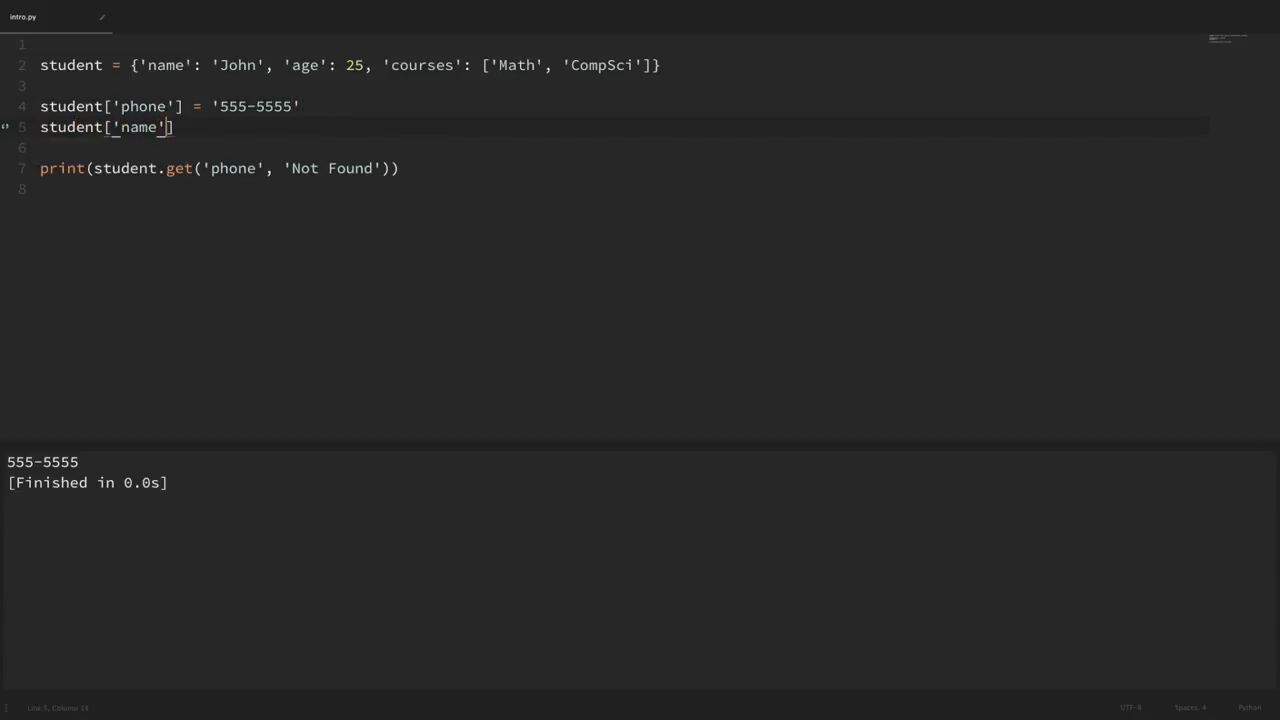 intro.py
1
2 student = {'name': 'John', 'age': 25, 'courses': ['Math', 'CompSci']}
3
4 student['phone'] = '555-5555'
5 student['name']
6
7 print(student.get('phone', 'Not Found'))
8
555-5555
[Finished in 0.0s]
Line 5, Column 13 UTF-8 Spaces: 4 Python